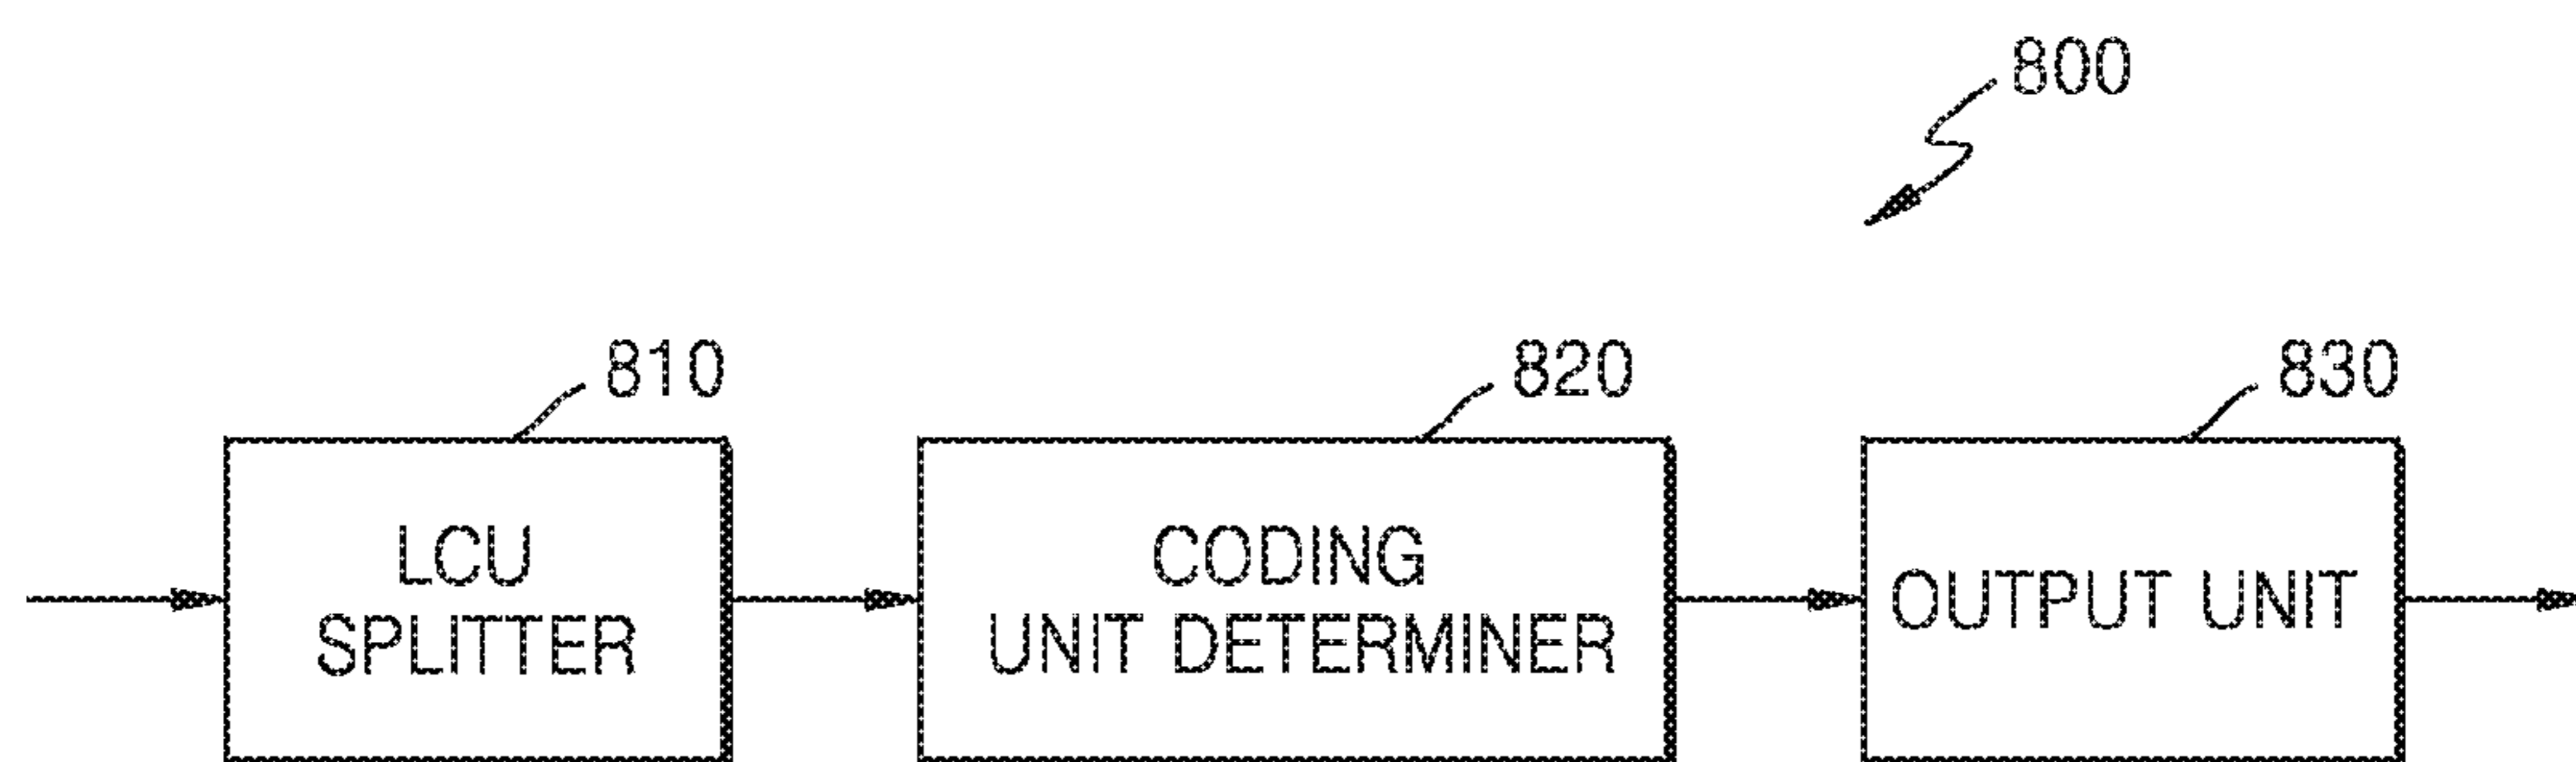 800
810
820
830
LCU
SPLITTER
CODING
UNIT DETERMINER
OUTPUT UNIT